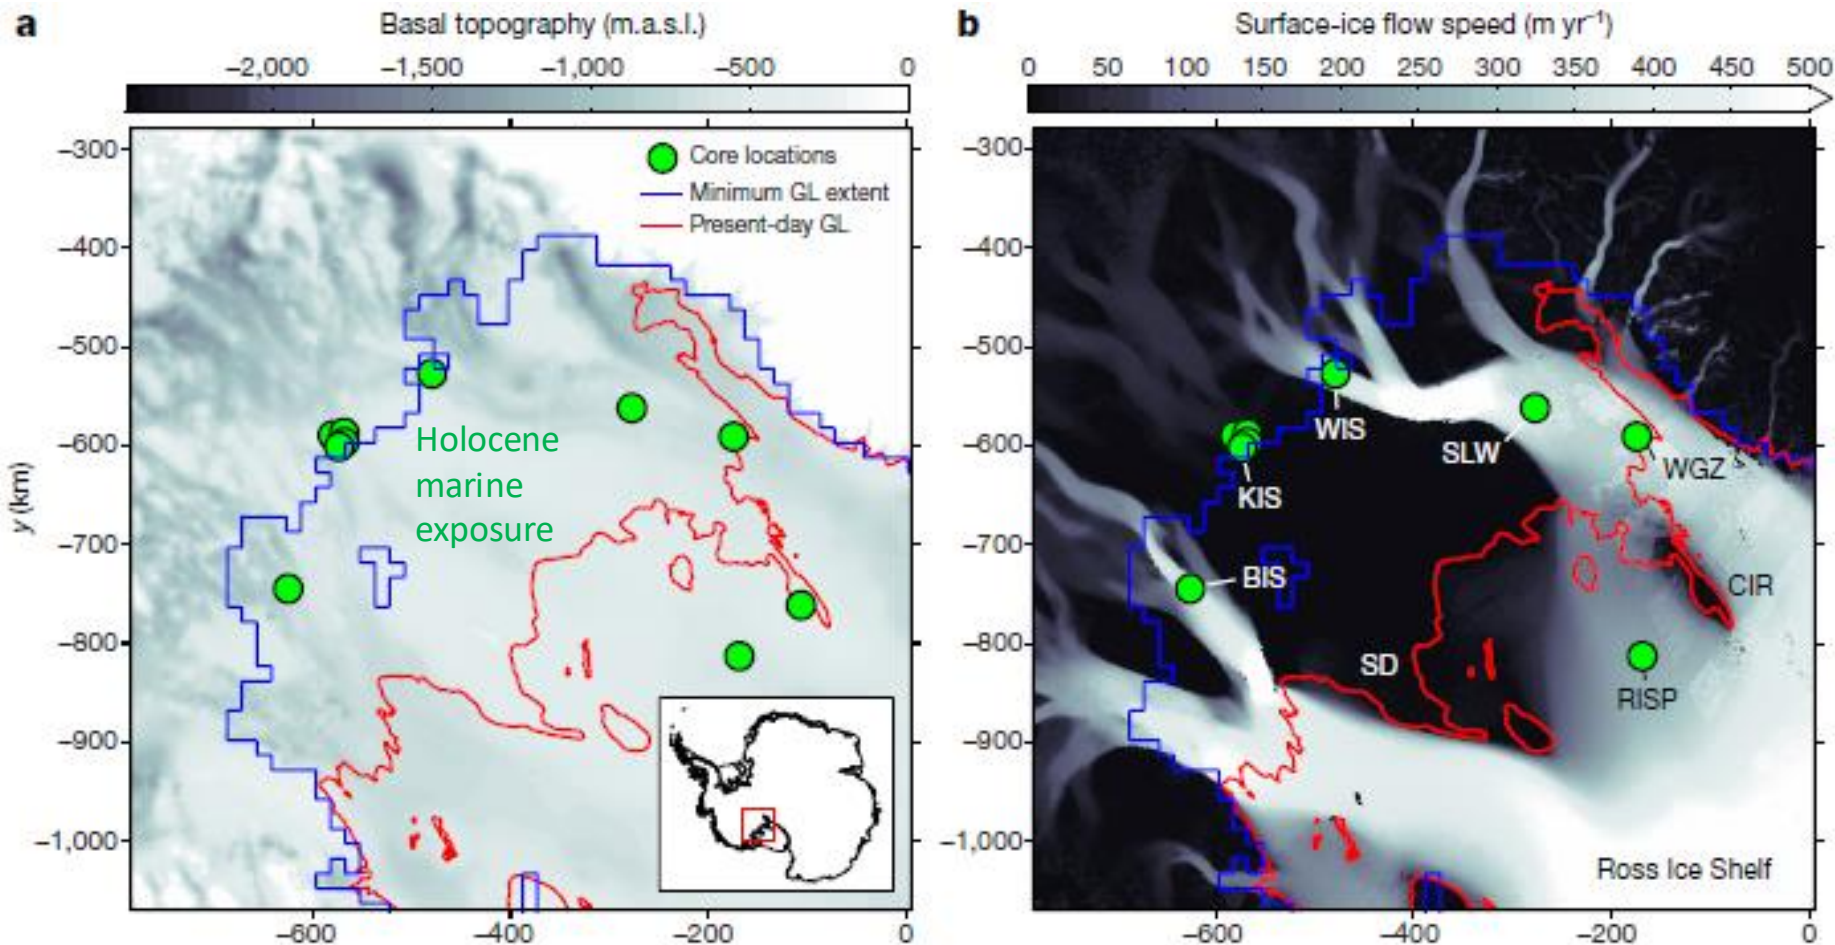 a
Basal topography (m.a.s.l.)
−2,000 −1,500 −1,000 −500 0
Core locations
Minimum GL extent
Present-day GL
−300
−400
−500
−600
−700
−800
−900
−1,000
y (km)
Holocene
marine
exposure
−600 −400 −200 0
b
Surface-ice flow speed (m yr⁻¹)
0 50 100 150 200 250 300 350 400 450 500
−300
−400
−500
−600
−700
−800
−900
−1,000
WIS
SLW
WGZ
KIS
BIS
CIR
SD
RISP
Ross Ice Shelf
−600 −400 −200 0